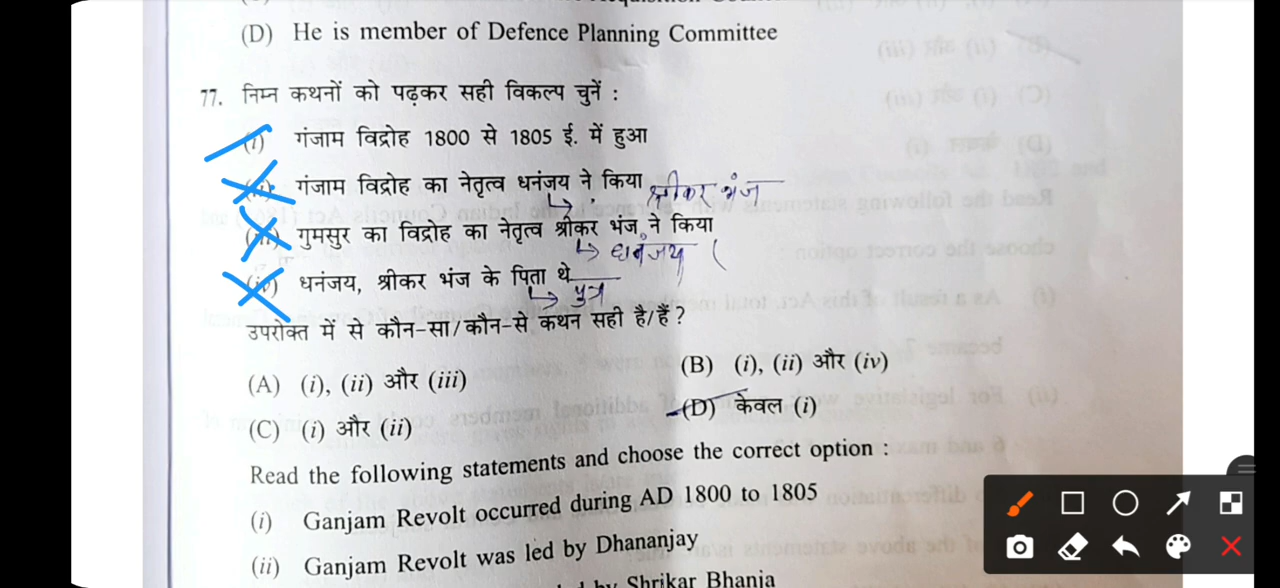 (D) He is member of Defence Planning Committee
77. निम्न कथनों को पढ़कर सही विकल्प चुनें :
(i) गंजाम विद्रोह 1800 से 1805 ई. में हुआ
(ii) गंजाम विद्रोह का नेतृत्व धनंजय ने किया श्रीकर भंज
(iii) गुमसुर का विद्रोह का नेतृत्व श्रीकर भंज ने किया
धनंजय
(iv) धनंजय, श्रीकर भंज के पिता थे
पुत्र
उपरोक्त में से कौन-सा/कौन-से कथन सही है/हैं ?
(A) (i), (ii) और (iii)
(B) (i), (ii) और (iv)
(C) (i) और (ii)
(D) केवल (i)
Read the following statements and choose the correct option :
(i) Ganjam Revolt occurred during AD 1800 to 1805
(ii) Ganjam Revolt was led by Dhananjay
by Shrikar Bhanja